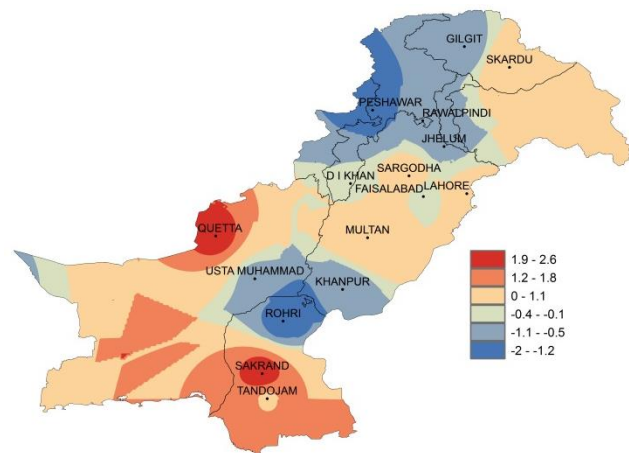 GILGIT
SKARDU
PESHAWAR
RAWALPINDI
JHELUM
SARGODHA
D I KHAN
FAISALABAD
LAHORE
QUETTA
MULTAN
USTA MUHAMMAD
KHANPUR
ROHRI
SAKRAND
TANDOJAM
1.9 - 2.6
1.2 - 1.8
0 - 1.1
-0.4 - -0.1
-1.1 - -0.5
-2 - -1.2